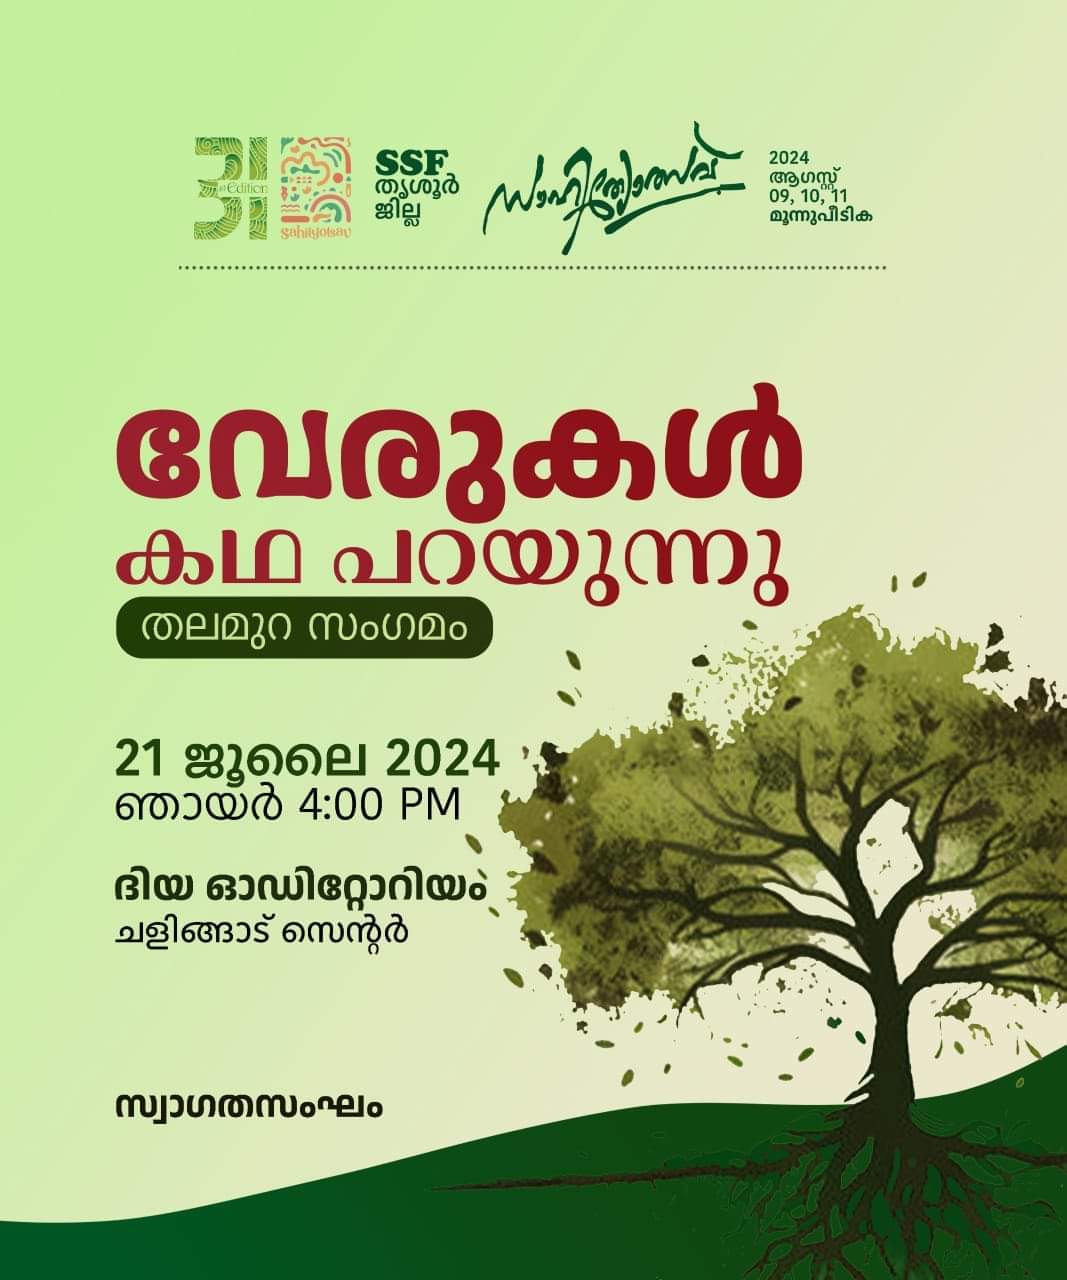 31
st Edition
Sahityotsav
SSF
തൃശൂർ
ജില്ല
സാഹിത്യോത്സവ്
2024
ആഗസ്റ്റ്
09, 10, 11
മൂന്നുപീടിക
വേരുകൾ
കഥ പറയുന്നു
തലമുറ സംഗമം
21 ജൂലൈ 2024
ഞായർ 4:00 PM
ദിയ ഓഡിറ്റോറിയം
ചളിങ്ങാട് സെന്റർ
സ്വാഗതസംഘം